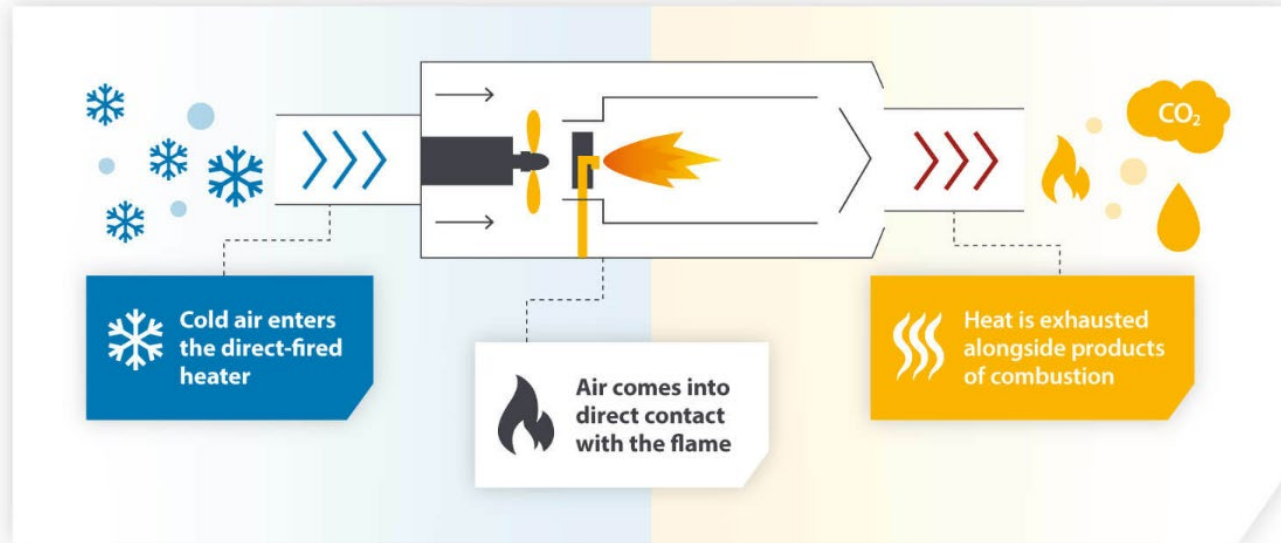 CO₂
Cold air enters
the direct-fired
heater
Air comes into
direct contact
with the flame
Heat is exhausted
alongside products
of combustion